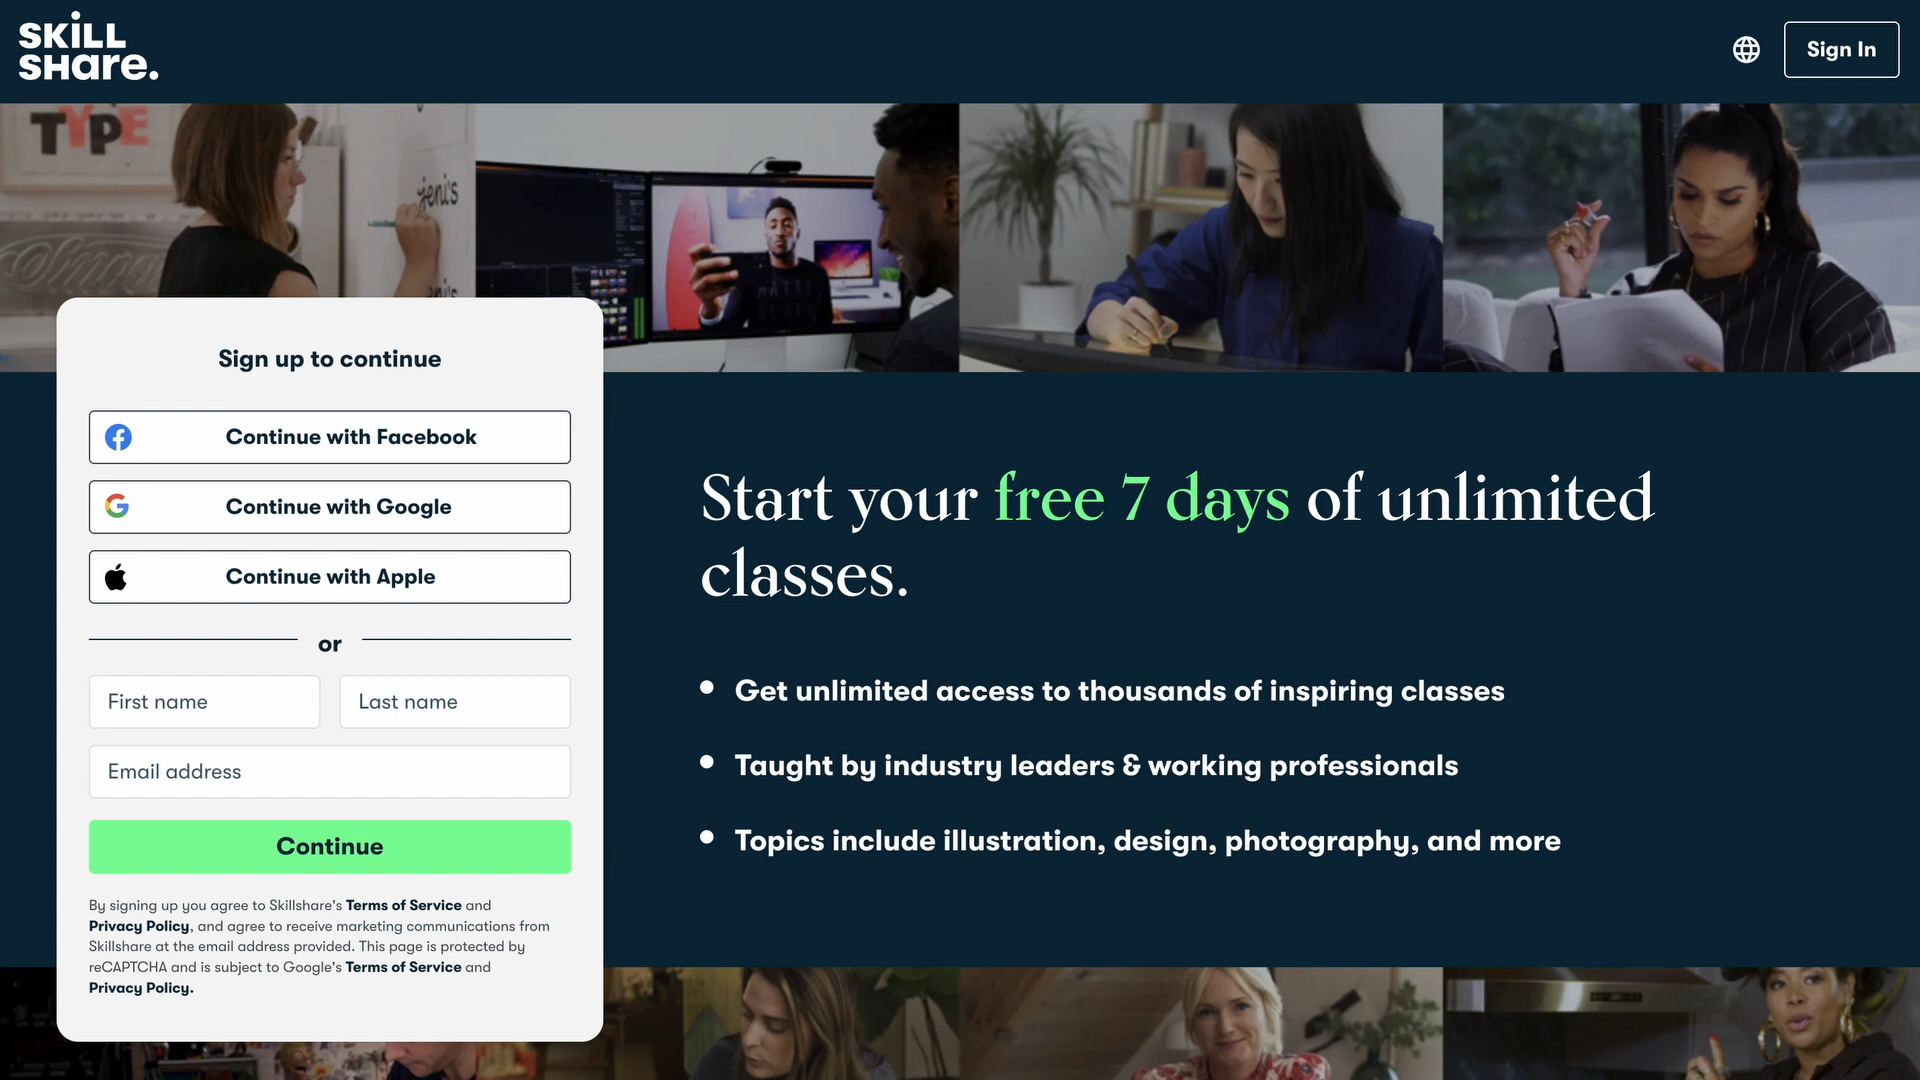 SKILL
SHare.
Sign In
TYPE
jeni's
MATTE
BLACK
Sign up to continue
Continue with Facebook
Continue with Google
Continue with Apple
or
First name
Last name
Email address
Continue
By signing up you agree to Skillshare's Terms of Service and
Privacy Policy, and agree to receive marketing communications from
Skillshare at the email address provided. This page is protected by
reCAPTCHA and is subject to Google's Terms of Service and
Privacy Policy.
Start your free 7 days of unlimited
classes.
• Get unlimited access to thousands of inspiring classes
• Taught by industry leaders & working professionals
• Topics include illustration, design, photography, and more